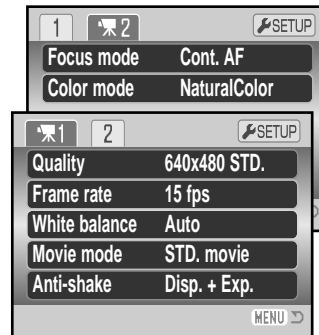 1 2 SETUP
Focus mode Cont. AF
Color mode NaturalColor
1 2 SETUP
Quality 640x480 STD.
Frame rate 15 fps
White balance Auto
Movie mode STD. movie
Anti-shake Disp. + Exp.
MENU